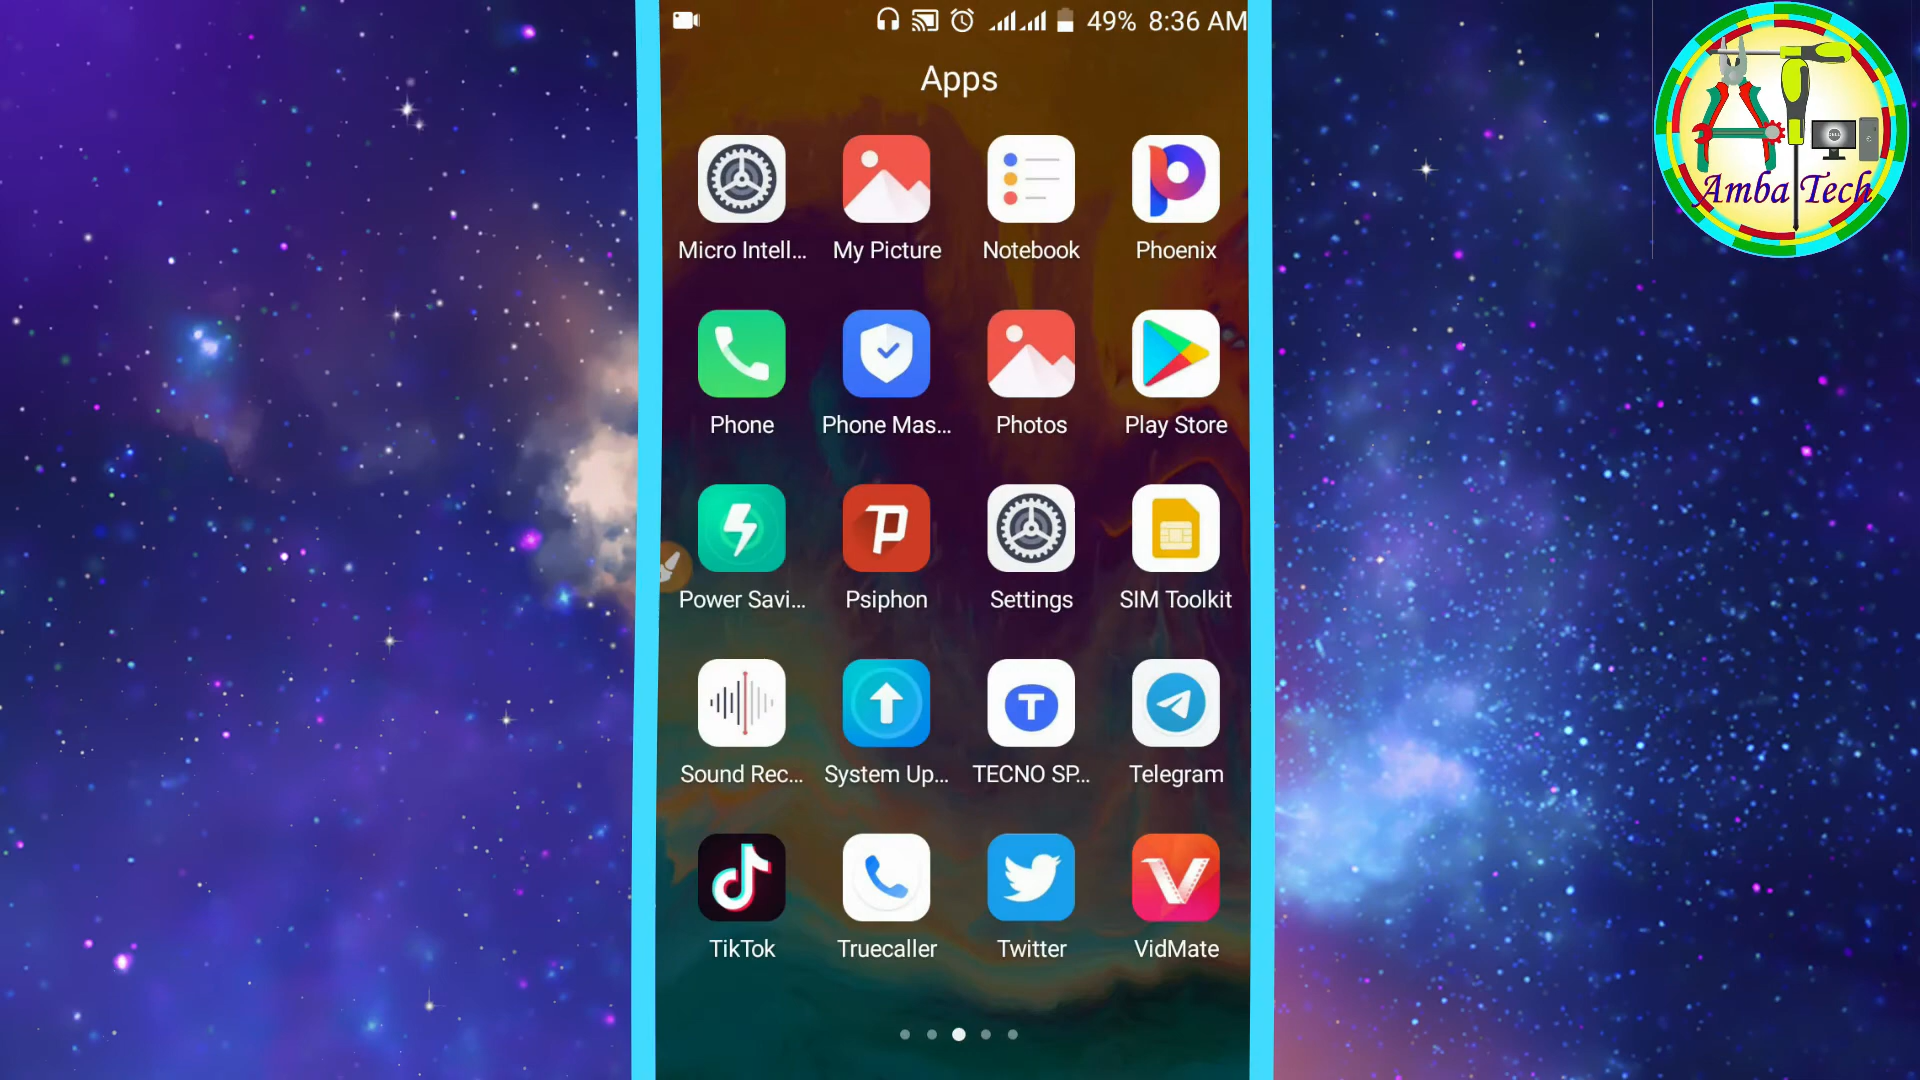 49% 8:36 AM
Apps
Micro Intell... My Picture Notebook Phoenix
Phone Phone Mas... Photos Play Store
Power Savi... Psiphon Settings SIM Toolkit
Sound Rec... System Up... TECNO SP... Telegram
TikTok Truecaller Twitter VidMate
Amba Tech